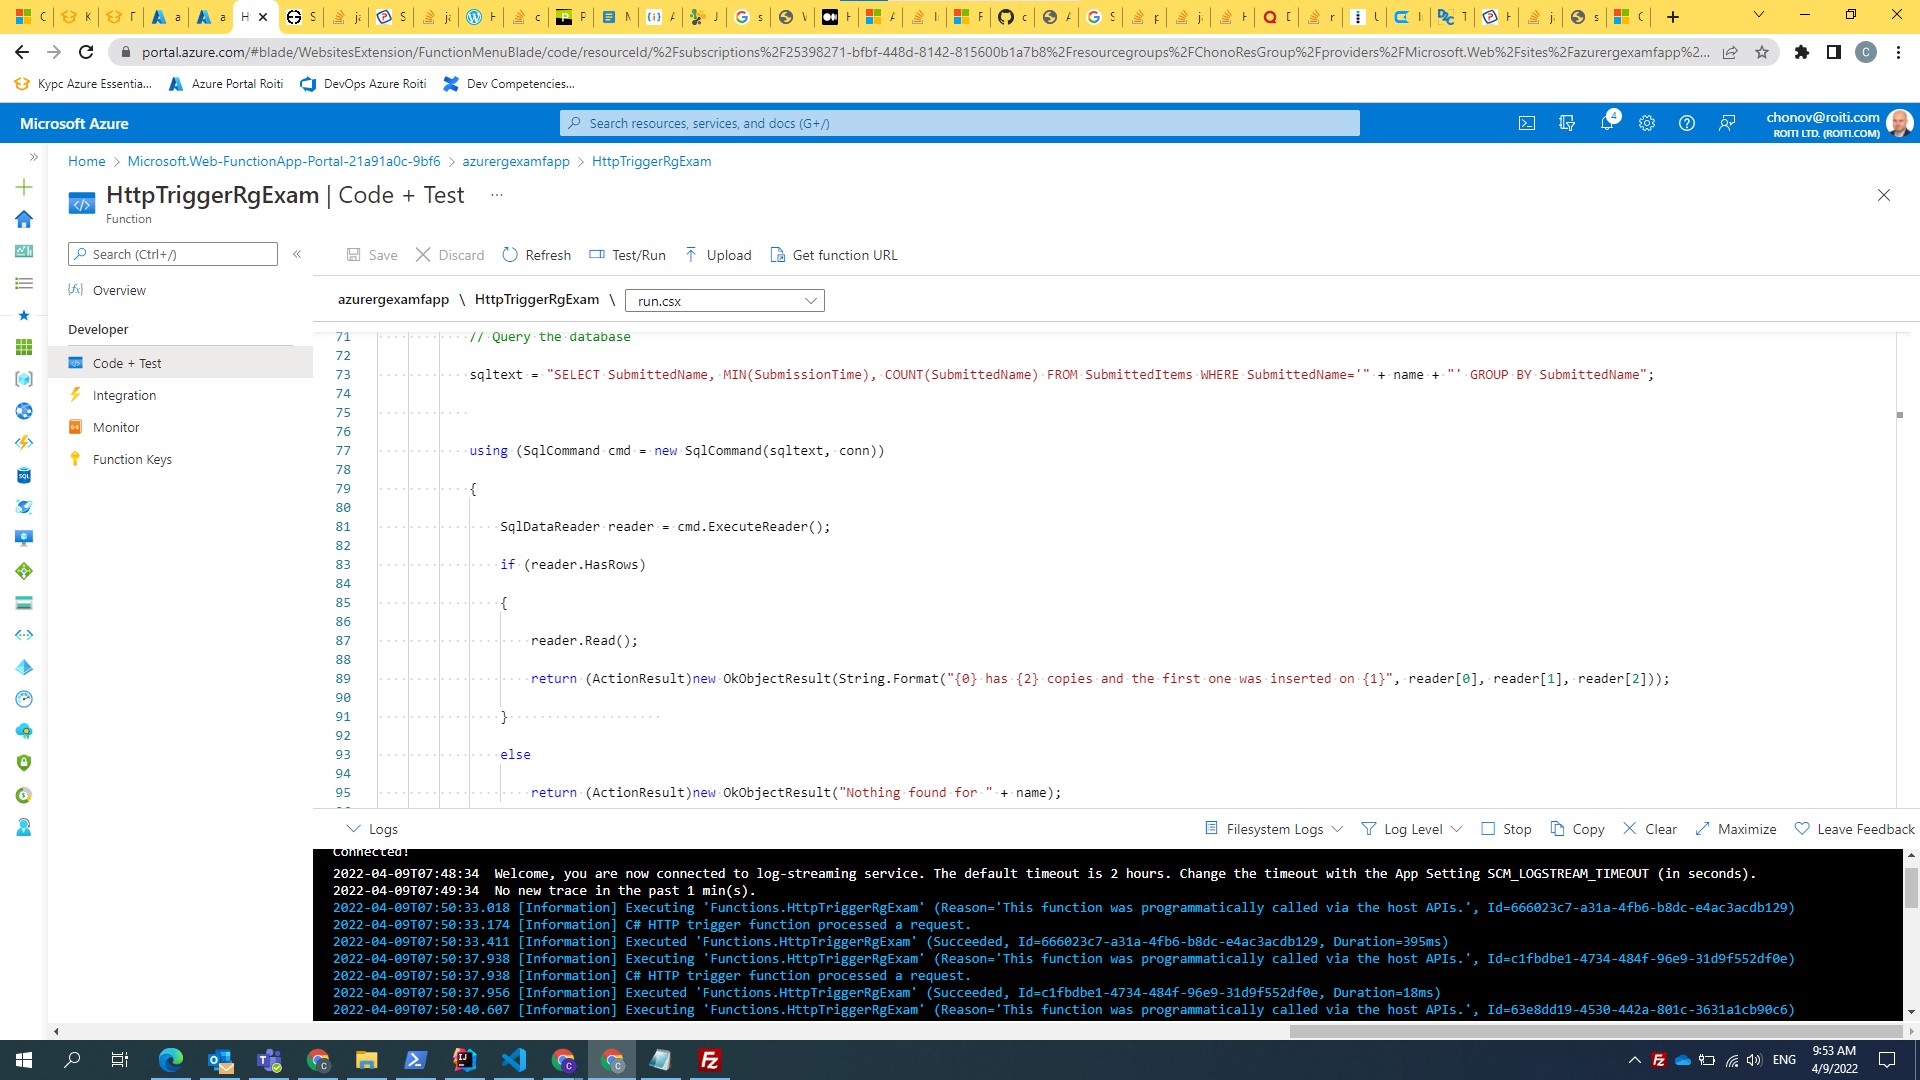 portal.azure.com/#blade/WebsitesExtension/FunctionMenuBlade/code/resourceId/%2Fsubscriptions%2F25398271-bfbf-448d-8142-815600b1a7b8%2Fresourcegroups%2FChonoResGroup%2Fproviders%2FMicrosoft.Web%2Fsites%2Fazurergexamfapp%2...
C
Курс Azure Essentia...
Azure Portal Roiti
DevOps Azure Roiti
Dev Competencies...
Microsoft Azure
Search resources, services, and docs (G+/)
4
chonov@roiti.com
ROITI LTD. (ROITI.COM)
Home > Microsoft.Web-FunctionApp-Portal-21a91a0c-9bf6 > azurergexamfapp > HttpTriggerRgExam
HttpTriggerRgExam | Code + Test ...
Function
Search (Ctrl+/)
Overview
Developer
Code + Test
Integration
Monitor
Function Keys
Save
Discard
Refresh
Test/Run
Upload
Get function URL
azurergexamfapp \ HttpTriggerRgExam \ run.csx
71 // Query the database
72
73 sqltext = "SELECT SubmittedName, MIN(SubmissionTime), COUNT(SubmittedName) FROM SubmittedItems WHERE SubmittedName='" + name + "' GROUP BY SubmittedName";
74
75
76
77 using (SqlCommand cmd = new SqlCommand(sqltext, conn))
78
79 {
80
81 SqlDataReader reader = cmd.ExecuteReader();
82
83 if (reader.HasRows)
84
85 {
86
87 reader.Read();
88
89 return (ActionResult)new OkObjectResult(String.Format("{0} has {2} copies and the first one was inserted on {1}", reader[0], reader[1], reader[2]));
90
91 }
92
93 else
94
95 return (ActionResult)new OkObjectResult("Nothing found for " + name);
Logs
Filesystem Logs
Log Level
Stop
Copy
Clear
Maximize
Leave Feedback
Connected!
2022-04-09T07:48:34 Welcome, you are now connected to log-streaming service. The default timeout is 2 hours. Change the timeout with the App Setting SCM_LOGSTREAM_TIMEOUT (in seconds).
2022-04-09T07:49:34 No new trace in the past 1 min(s).
2022-04-09T07:50:33.018 [Information] Executing 'Functions.HttpTriggerRgExam' (Reason='This function was programmatically called via the host APIs.', Id=666023c7-a31a-4fb6-b8dc-e4ac3acdb129)
2022-04-09T07:50:33.174 [Information] C# HTTP trigger function processed a request.
2022-04-09T07:50:33.411 [Information] Executed 'Functions.HttpTriggerRgExam' (Succeeded, Id=666023c7-a31a-4fb6-b8dc-e4ac3acdb129, Duration=395ms)
2022-04-09T07:50:37.938 [Information] Executing 'Functions.HttpTriggerRgExam' (Reason='This function was programmatically called via the host APIs.', Id=c1fbdbe1-4734-484f-96e9-31d9f552df0e)
2022-04-09T07:50:37.938 [Information] C# HTTP trigger function processed a request.
2022-04-09T07:50:37.956 [Information] Executed 'Functions.HttpTriggerRgExam' (Succeeded, Id=c1fbdbe1-4734-484f-96e9-31d9f552df0e, Duration=18ms)
2022-04-09T07:50:40.607 [Information] Executing 'Functions.HttpTriggerRgExam' (Reason='This function was programmatically called via the host APIs.', Id=63e8dd19-4530-442a-801c-3631a1cb90c6)
ENG
9:53 AM
4/9/2022